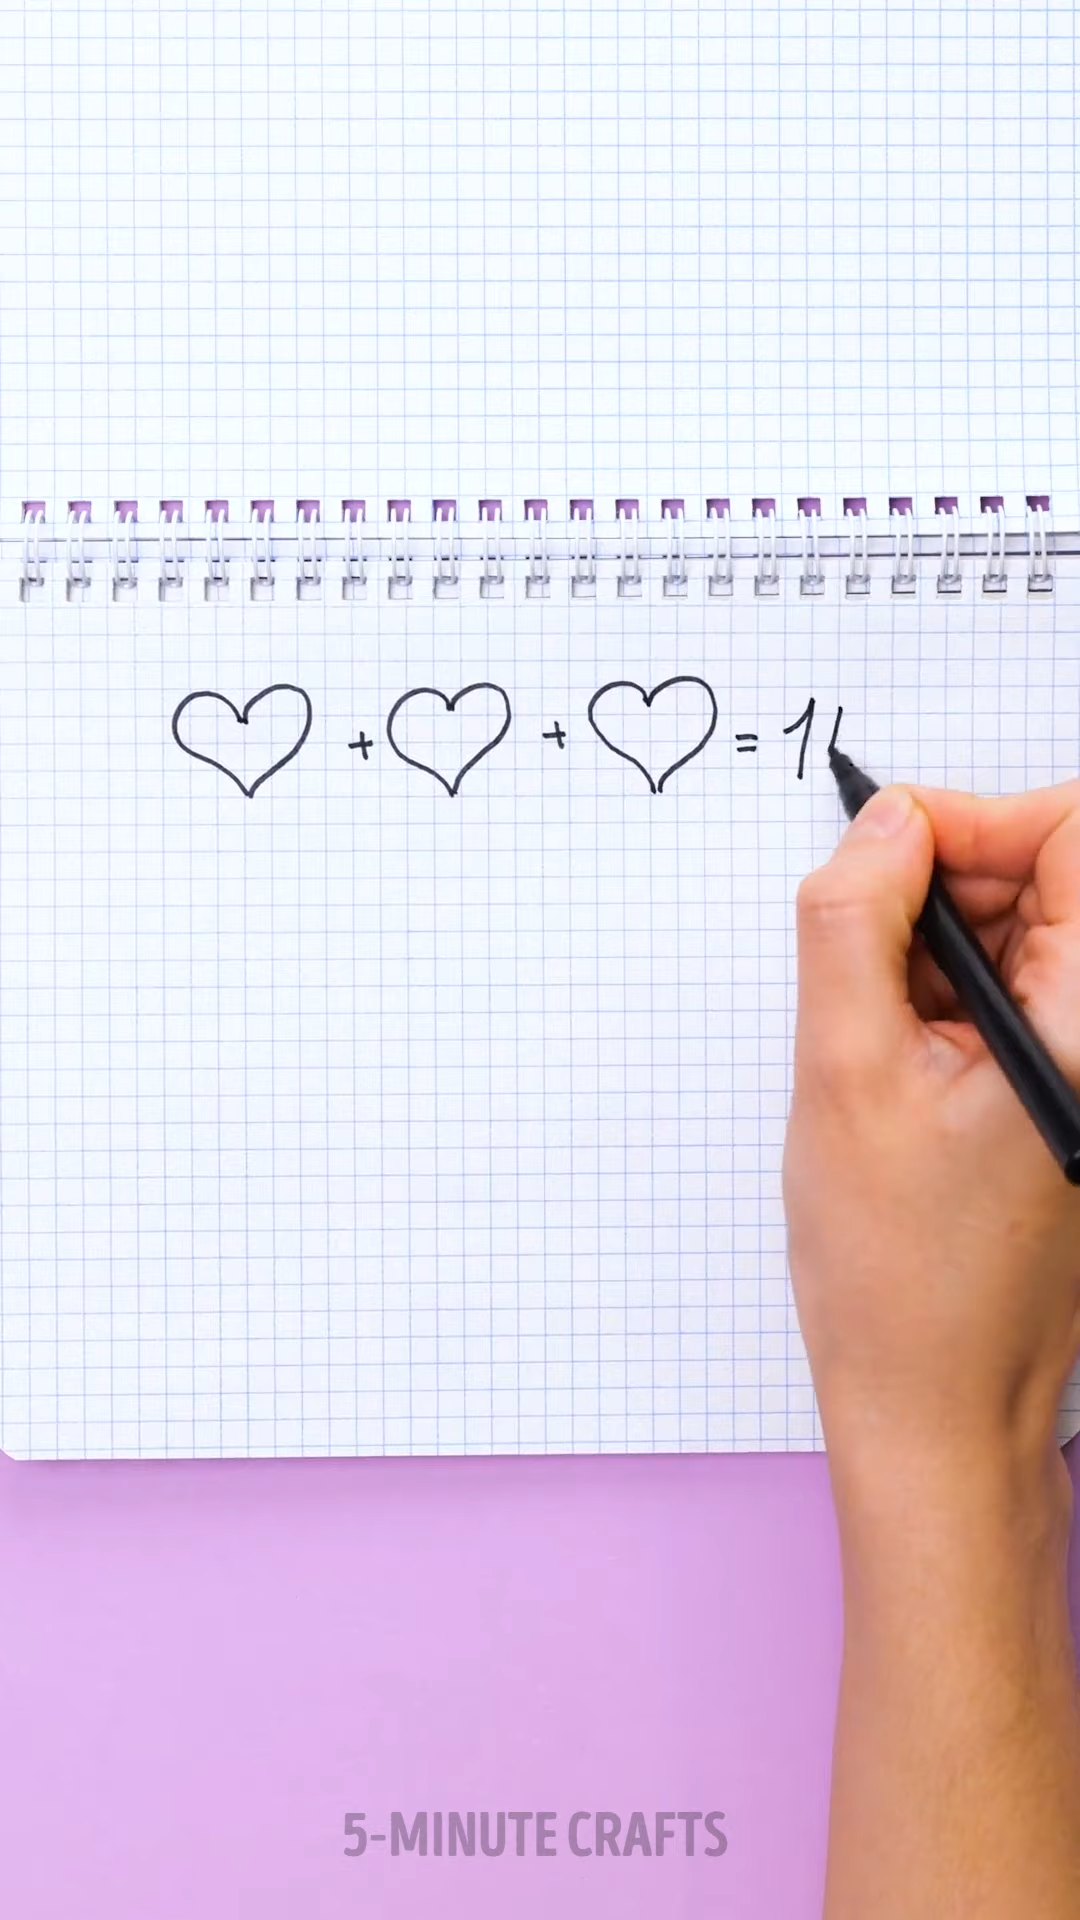 ♡ + ♡ + ♡ = 1
5-MINUTE CRAFTS